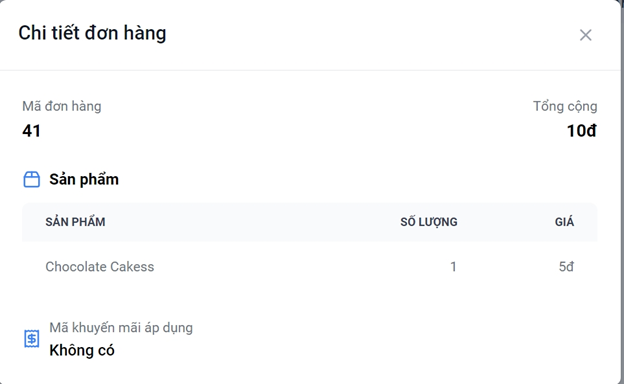 Chi tiết đơn hàng
Mã đơn hàng Tổng cộng
41 10đ
Sản phẩm
SẢN PHẨM SỐ LƯỢNG GIÁ
Chocolate Cakess 1 5đ
Mã khuyến mãi áp dụng
Không có